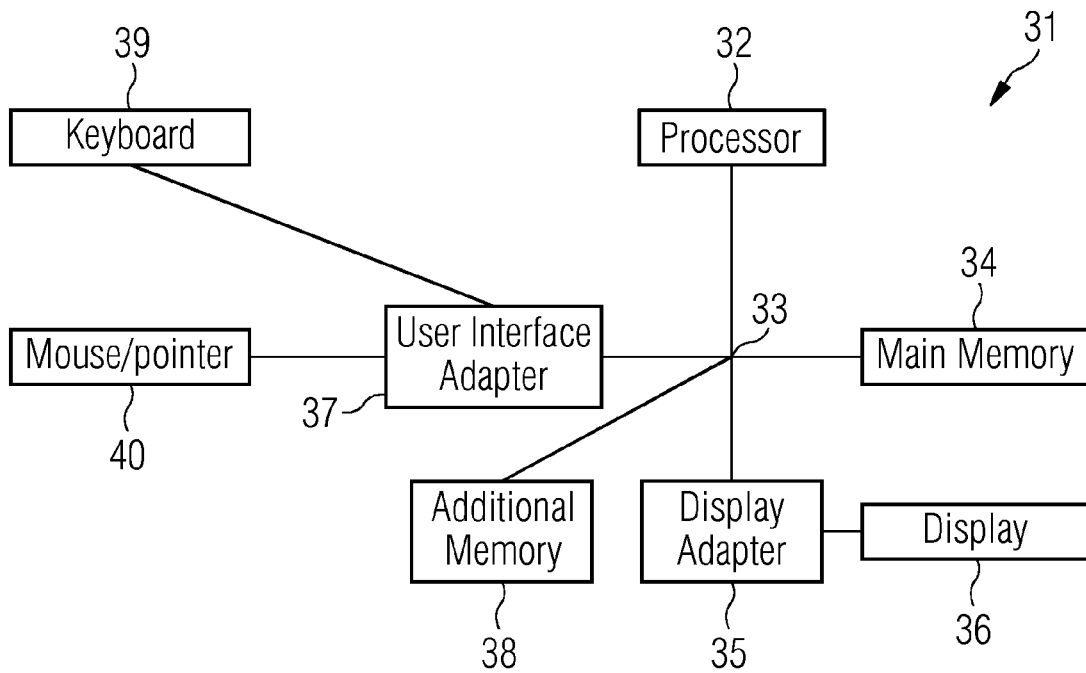 39
32
31
Keyboard
Processor
34
33
User Interface
Adapter
Mouse/pointer
Main Memory
37
40
Additional
Memory
Display
Adapter
Display
38
35
36